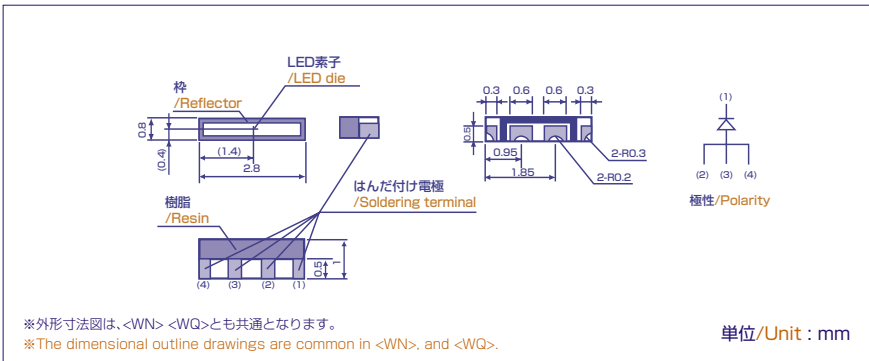 LED素子
/LED die
枠
/Reflector
0.8
(0.4)
(1.4)
2.8
0.3 0.6 0.6 0.3
0.5
0.95
1.85
2-R0.3
2-R0.2
(1)
(2) (3) (4)
極性/Polarity
はんだ付け電極
/Soldering terminal
樹脂
/Resin
0.5
1
(4) (3) (2) (1)
※外形寸法図は、<WN> <WQ>とも共通となります。
※The dimensional outline drawings are common in <WN>, and <WQ>.
単位/Unit : mm